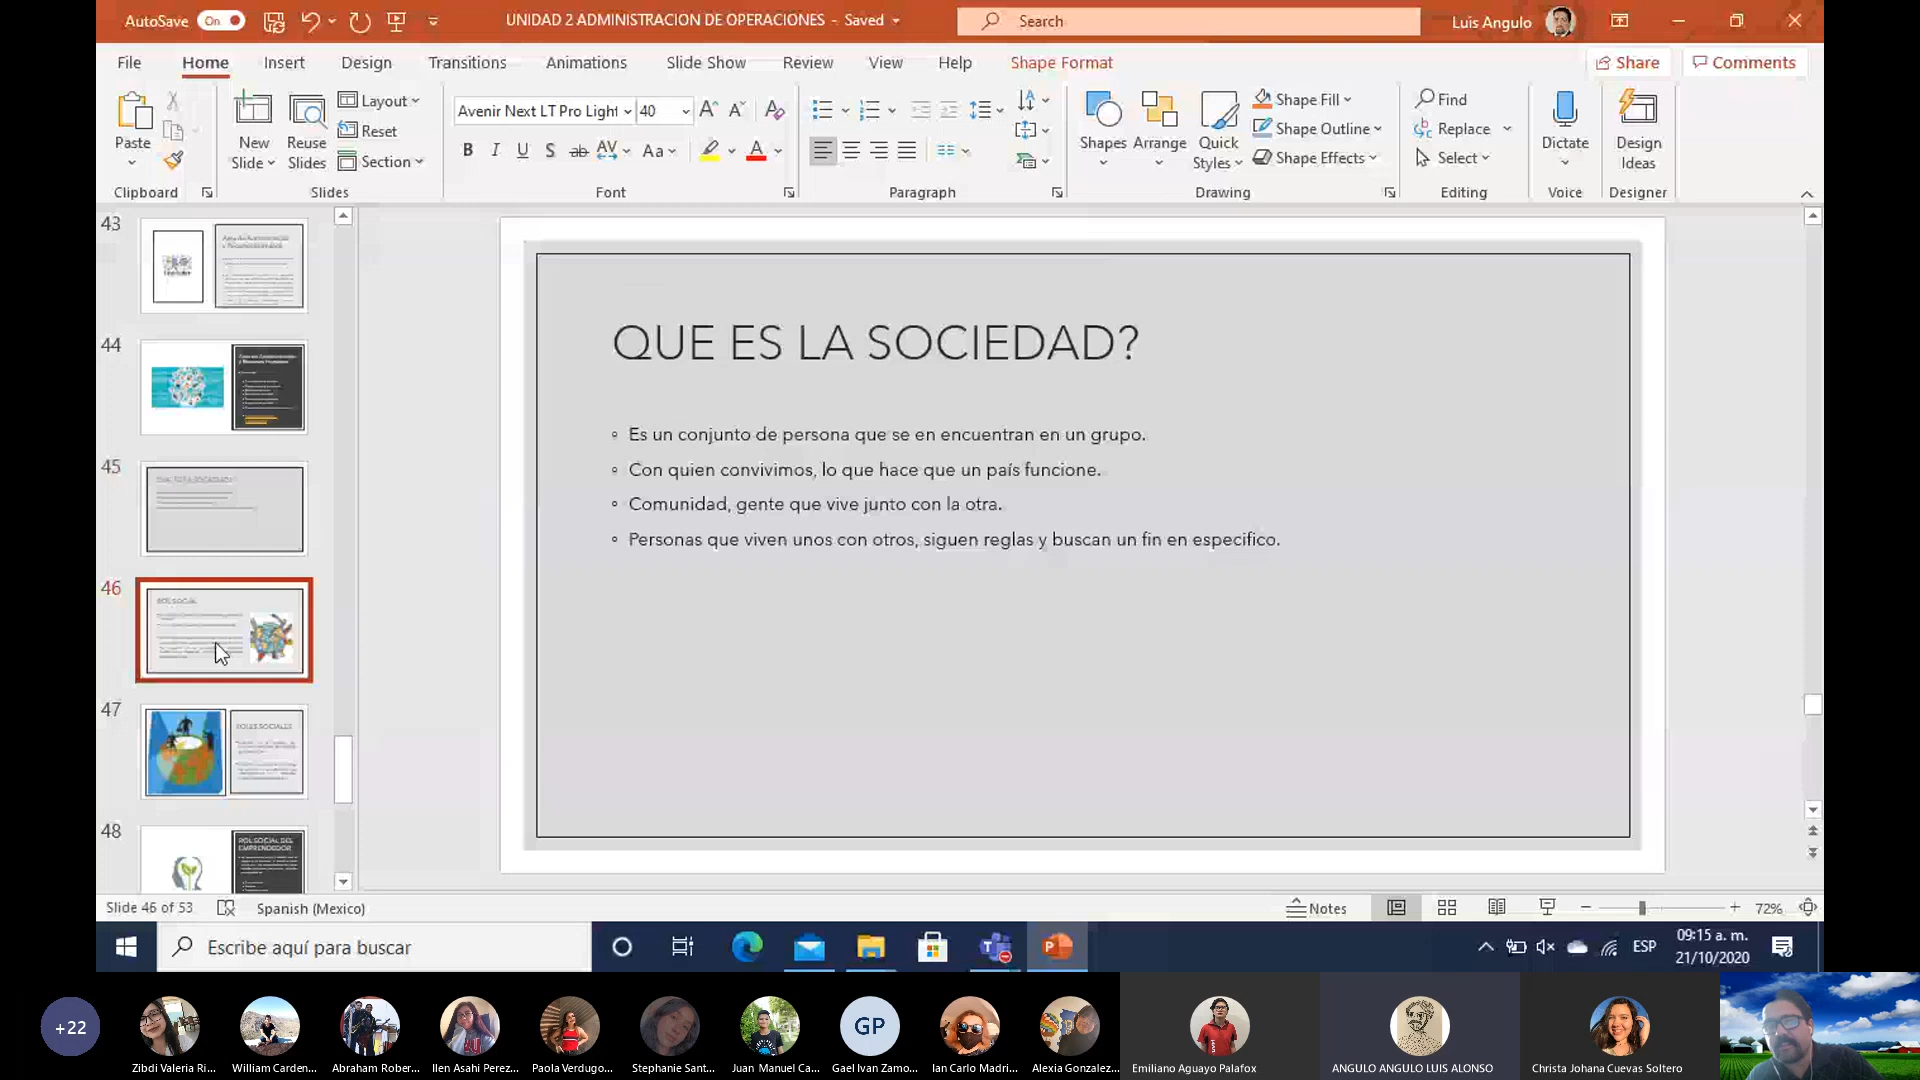 AutoSave On
UNIDAD 2 ADMINISTRACION DE OPERACIONES - Saved
Search
Luis Angulo
File Home Insert Design Transitions Animations Slide Show Review View Help Shape Format
Share Comments
Paste
Clipboard
New Slide
Reuse Slides
Layout
Reset
Section
Slides
Avenir Next LT Pro Light 40
Font
Paragraph
Shapes
Arrange
Quick Styles
Shape Fill
Shape Outline
Shape Effects
Drawing
Find
Replace
Select
Editing
Dictate
Voice
Design Ideas
Designer
43
44
45
46
ROL SOCIAL
47
ROLES SOCIALES
48
ROL SOCIAL DEL
EMPRENDEDOR
QUE ES LA SOCIEDAD?
Es un conjunto de persona que se en encuentran en un grupo.
Con quien convivimos, lo que hace que un país funcione.
Comunidad, gente que vive junto con la otra.
Personas que viven unos con otros, siguen reglas y buscan un fin en especifico.
Slide 46 of 53
Spanish (Mexico)
Notes
72%
Escribe aquí para buscar
ESP
09:15 a. m.
21/10/2020
+22
GP
Zibdi Valeria Ri...
William Carden...
Abraham Rober...
Ilen Asahi Perez...
Paola Verdugo...
Stephanie Sant...
Juan Manuel Ca...
Gael Ivan Zamo...
Ian Carlo Madri...
Alexia Gonzalez...
Emiliano Aguayo Palafox
ANGULO ANGULO LUIS ALONSO
Christa Johana Cuevas Soltero